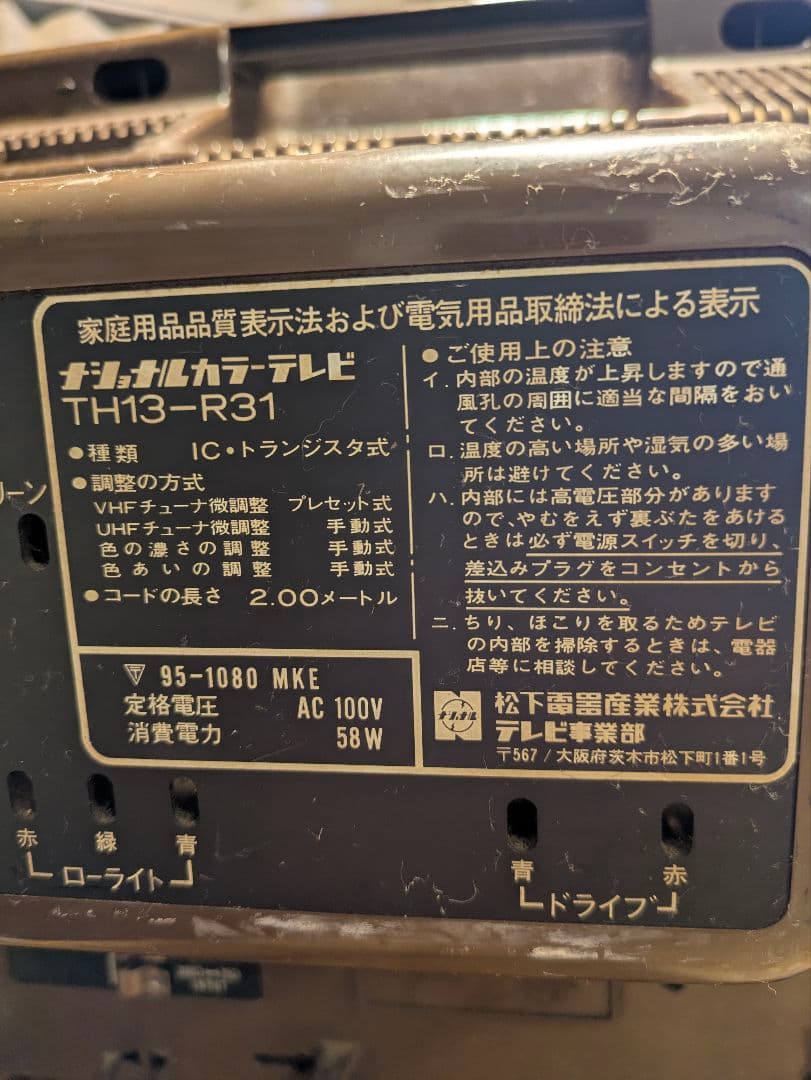 家庭用品品質表示法および電気用品取締法による表示
ナショナルカラーテレビ
TH13-R31
●種類 IC・トランジスタ式
●調整の方式
VHFチューナ微調整 プレセット式
UHFチューナ微調整 手動式
色の濃さの調整 手動式
色あいの調整 手動式
●コードの長さ 2.00メートル
〒 95-1080 MKE
定格電圧 AC 100V
消費電力 58W
●ご使用上の注意
イ.内部の温度が上昇しますので通
風孔の周囲に適当な間隔をおい
てください。
ロ.温度の高い場所や湿気の多い場
所は避けてください。
ハ.内部には高電圧部分があります
ので、やむをえず裏ぶたをあける
ときは必ず電源スイッチを切り、
差込みプラグをコンセントから
抜いてください。
ニ.ちり、ほこりを取るためテレビ
の内部を掃除するときは、電器
店等に相談してください。
ナショナル
松下電器産業株式会社
テレビ事業部
〒567/大阪府茨木市松下町1番1号
リーン
赤 緑 青
ローライト
青 赤
ドライブ